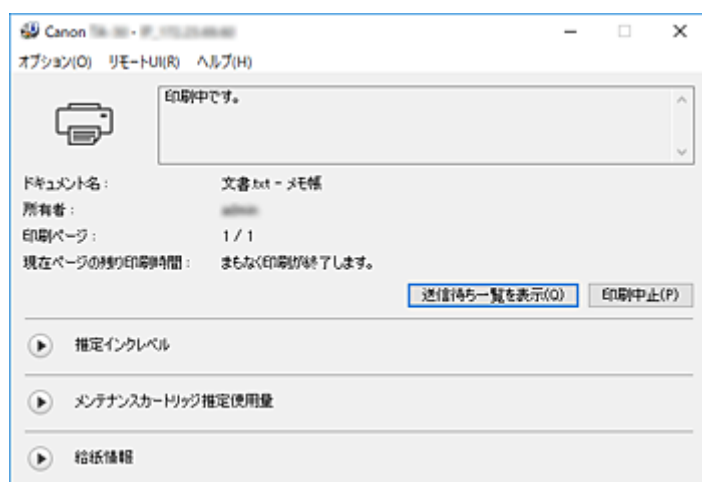 Canon
オプション(O) リモートUI(R) ヘルプ(H)
印刷中です。
ドキュメント名 : 文書.txt - メモ帳
所有者 :
印刷ページ : 1 / 1
現在ページの残り印刷時間 : まもなく印刷が終了します。
送信待ち一覧を表示(Q) 印刷中止(P)
推定インクレベル
メンテナンスカートリッジ推定使用量
給紙情報